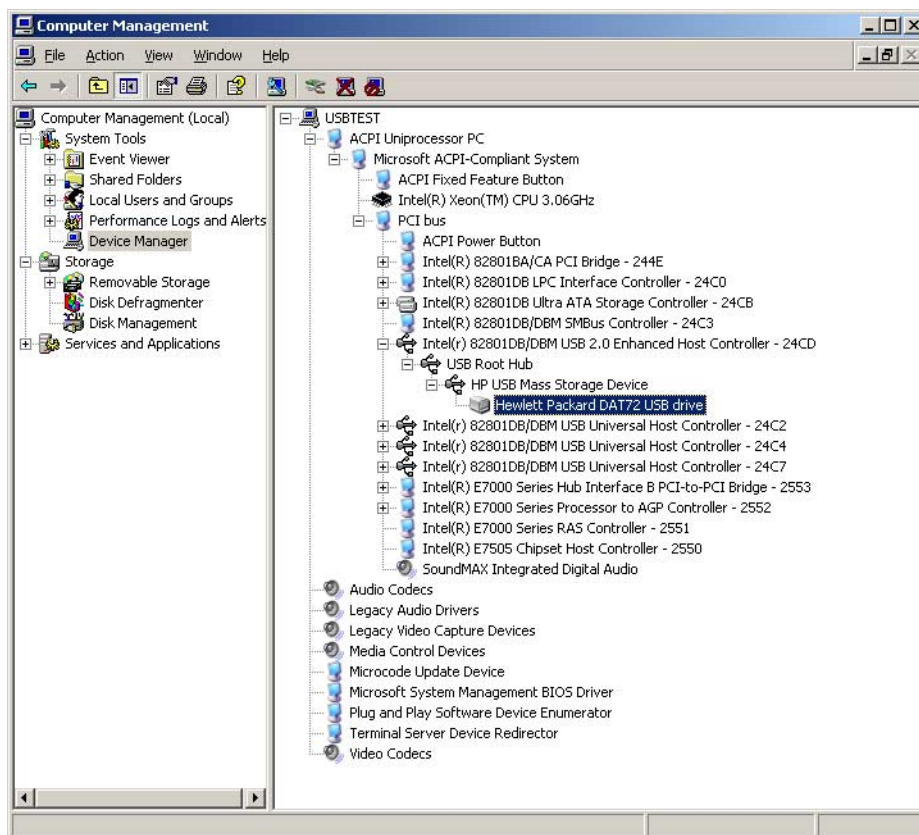 Computer Management
File Action View Window Help
Computer Management (Local)
System Tools
Event Viewer
Shared Folders
Local Users and Groups
Performance Logs and Alerts
Device Manager
Storage
Removable Storage
Disk Defragmenter
Disk Management
Services and Applications
USBTEST
ACPI Uniprocessor PC
Microsoft ACPI-Compliant System
ACPI Fixed Feature Button
Intel(R) Xeon(TM) CPU 3.06GHz
PCI bus
ACPI Power Button
Intel(R) 82801BA/CA PCI Bridge - 244E
Intel(R) 82801DB LPC Interface Controller - 24C0
Intel(R) 82801DB Ultra ATA Storage Controller - 24CB
Intel(R) 82801DB/DBM SMBus Controller - 24C3
Intel(r) 82801DB/DBM USB 2.0 Enhanced Host Controller - 24CD
USB Root Hub
HP USB Mass Storage Device
Hewlett Packard DAT72 USB drive
Intel(r) 82801DB/DBM USB Universal Host Controller - 24C2
Intel(r) 82801DB/DBM USB Universal Host Controller - 24C4
Intel(r) 82801DB/DBM USB Universal Host Controller - 24C7
Intel(R) E7000 Series Hub Interface B PCI-to-PCI Bridge - 2553
Intel(R) E7000 Series Processor to AGP Controller - 2552
Intel(R) E7000 Series RAS Controller - 2551
Intel(R) E7505 Chipset Host Controller - 2550
SoundMAX Integrated Digital Audio
Audio Codecs
Legacy Audio Drivers
Legacy Video Capture Devices
Media Control Devices
Microcode Update Device
Microsoft System Management BIOS Driver
Plug and Play Software Device Enumerator
Terminal Server Device Redirector
Video Codecs